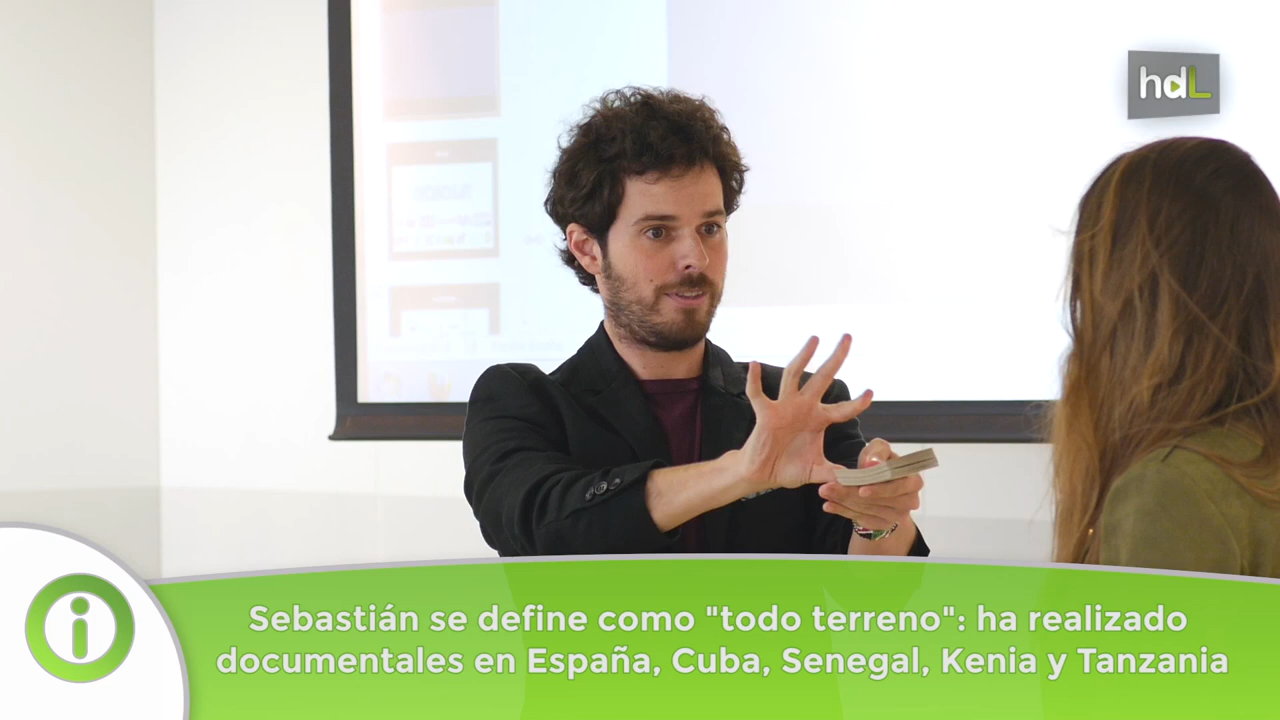 hdL
Sebastián se define como "todo terreno": ha realizado
documentales en España, Cuba, Senegal, Kenia y Tanzania